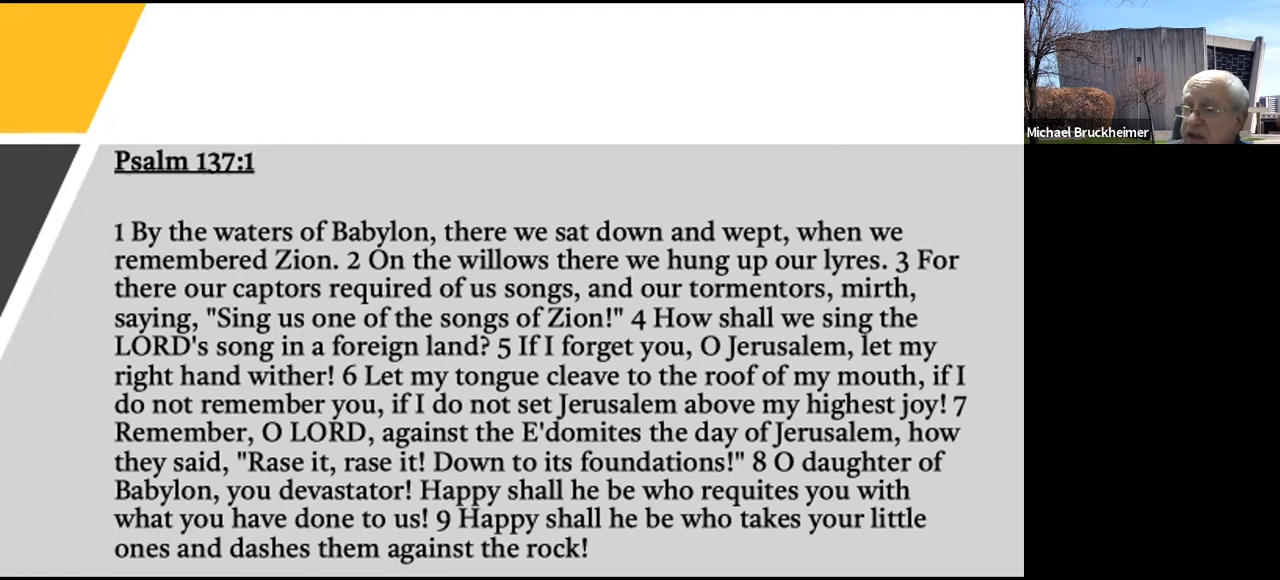 Psalm 137:1
1 By the waters of Babylon, there we sat down and wept, when we
remembered Zion. 2 On the willows there we hung up our lyres. 3 For
there our captors required of us songs, and our tormentors, mirth,
saying, "Sing us one of the songs of Zion!" 4 How shall we sing the
LORD's song in a foreign land? 5 If I forget you, O Jerusalem, let my
right hand wither! 6 Let my tongue cleave to the roof of my mouth, if I
do not remember you, if I do not set Jerusalem above my highest joy! 7
Remember, O LORD, against the E'domites the day of Jerusalem, how
they said, "Rase it, rase it! Down to its foundations!" 8 O daughter of
Babylon, you devastator! Happy shall he be who requites you with
what you have done to us! 9 Happy shall he be who takes your little
ones and dashes them against the rock!
Michael Bruckheimer